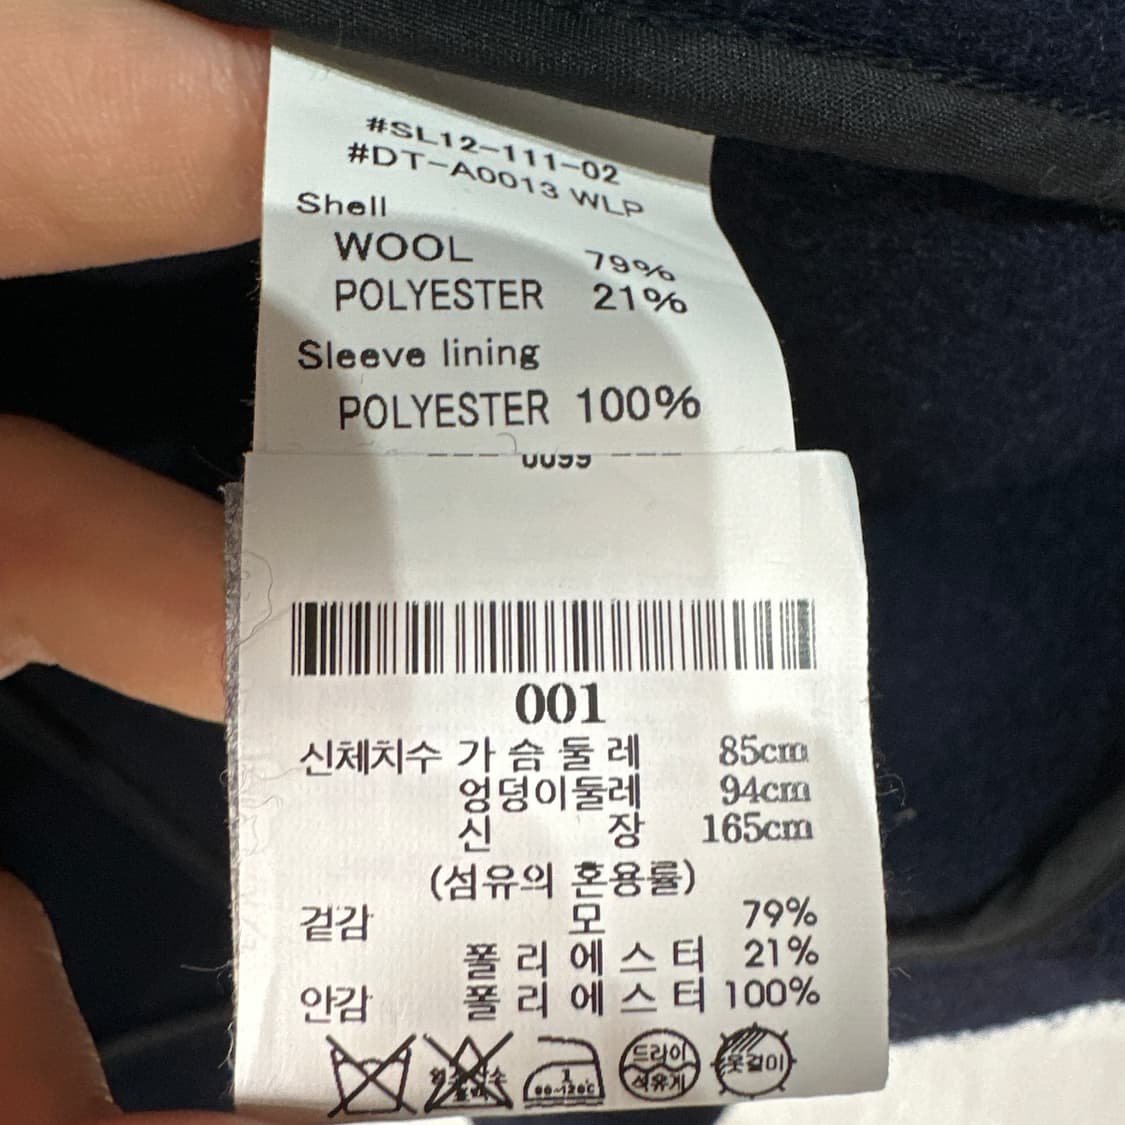 #SL12-111-02
#DT-A0013 WLP
Shell
WOOL 79%
POLYESTER 21%
Sleeve lining
POLYESTER 100%
001
신체치수 가슴둘레 85cm
엉덩이둘레 94cm
신장 165cm
(섬유의 혼용률)
겉감 모 79%
폴리에스터 21%
안감 폴리에스터 100%
드라이
석유계
옷걸이